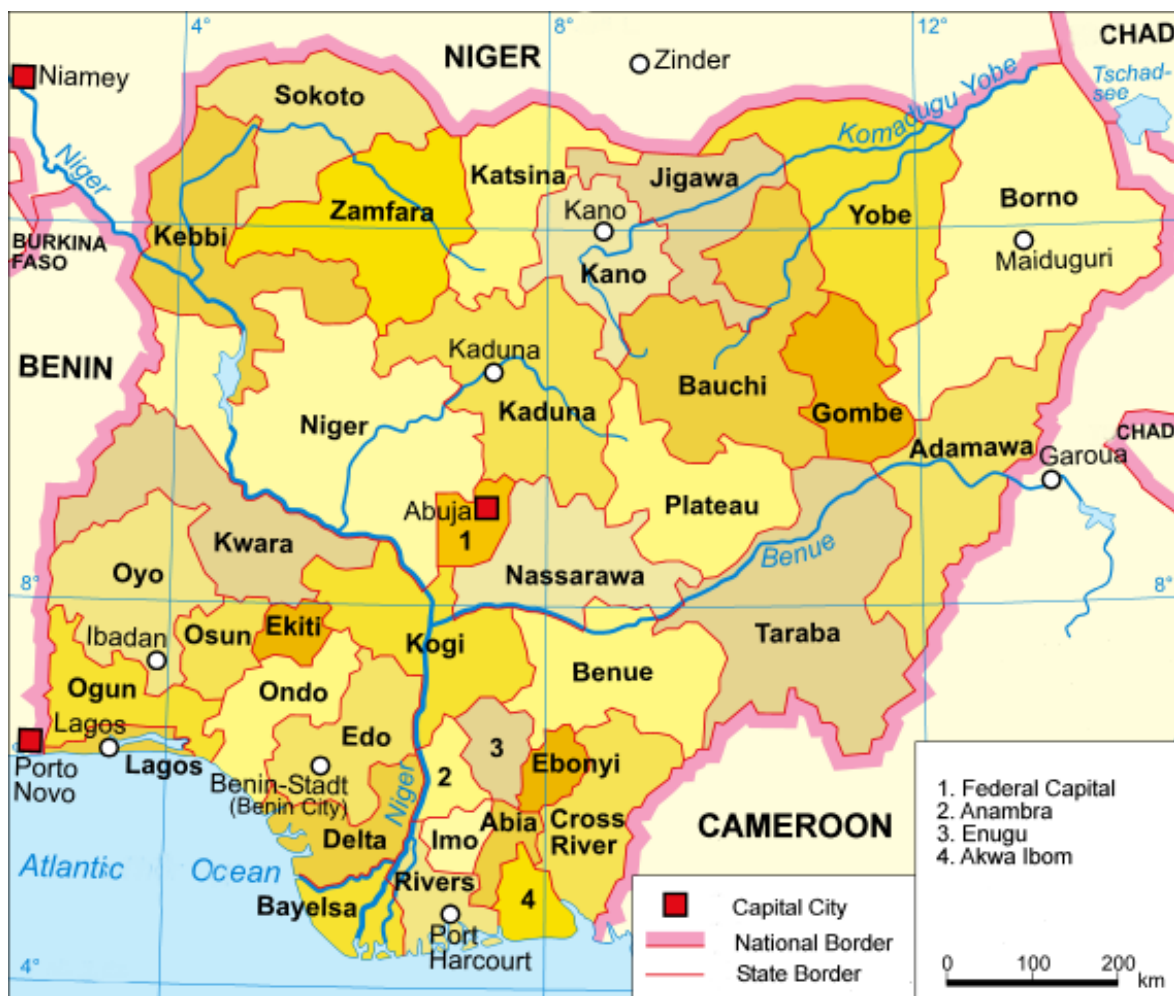 4°
8°
12°
CHAD
NIGER
Zinder
Niamey
Tschad-
see
Sokoto
Komadugu Yobe
Niger
Katsina
Jigawa
Zamfara
Kano
Yobe
Borno
Kebbi
BURKINA
FASO
Maiduguri
Kano
Kaduna
BENIN
Bauchi
Niger
Kaduna
Gombe
CHAD
Adamawa
Garoua
Abuja
Plateau
1
Kwara
Benue
Oyo
Nassarawa
8°
8°
Ibadan
Osun
Ekiti
Kogi
Taraba
Benue
Ogun
Ondo
Lagos
Edo
3
Porto
Novo
Lagos
2
Ebonyi
Benin-Stadt
(Benin City)
Niger
Delta
Imo
Abia
Cross
River
CAMEROON
Atlantic Ocean
Rivers
Bayelsa
4
Port
Harcourt
4°
1. Federal Capital
2. Anambra
3. Enugu
4. Akwa Ibom
Capital City
National Border
State Border
0 100 200
km